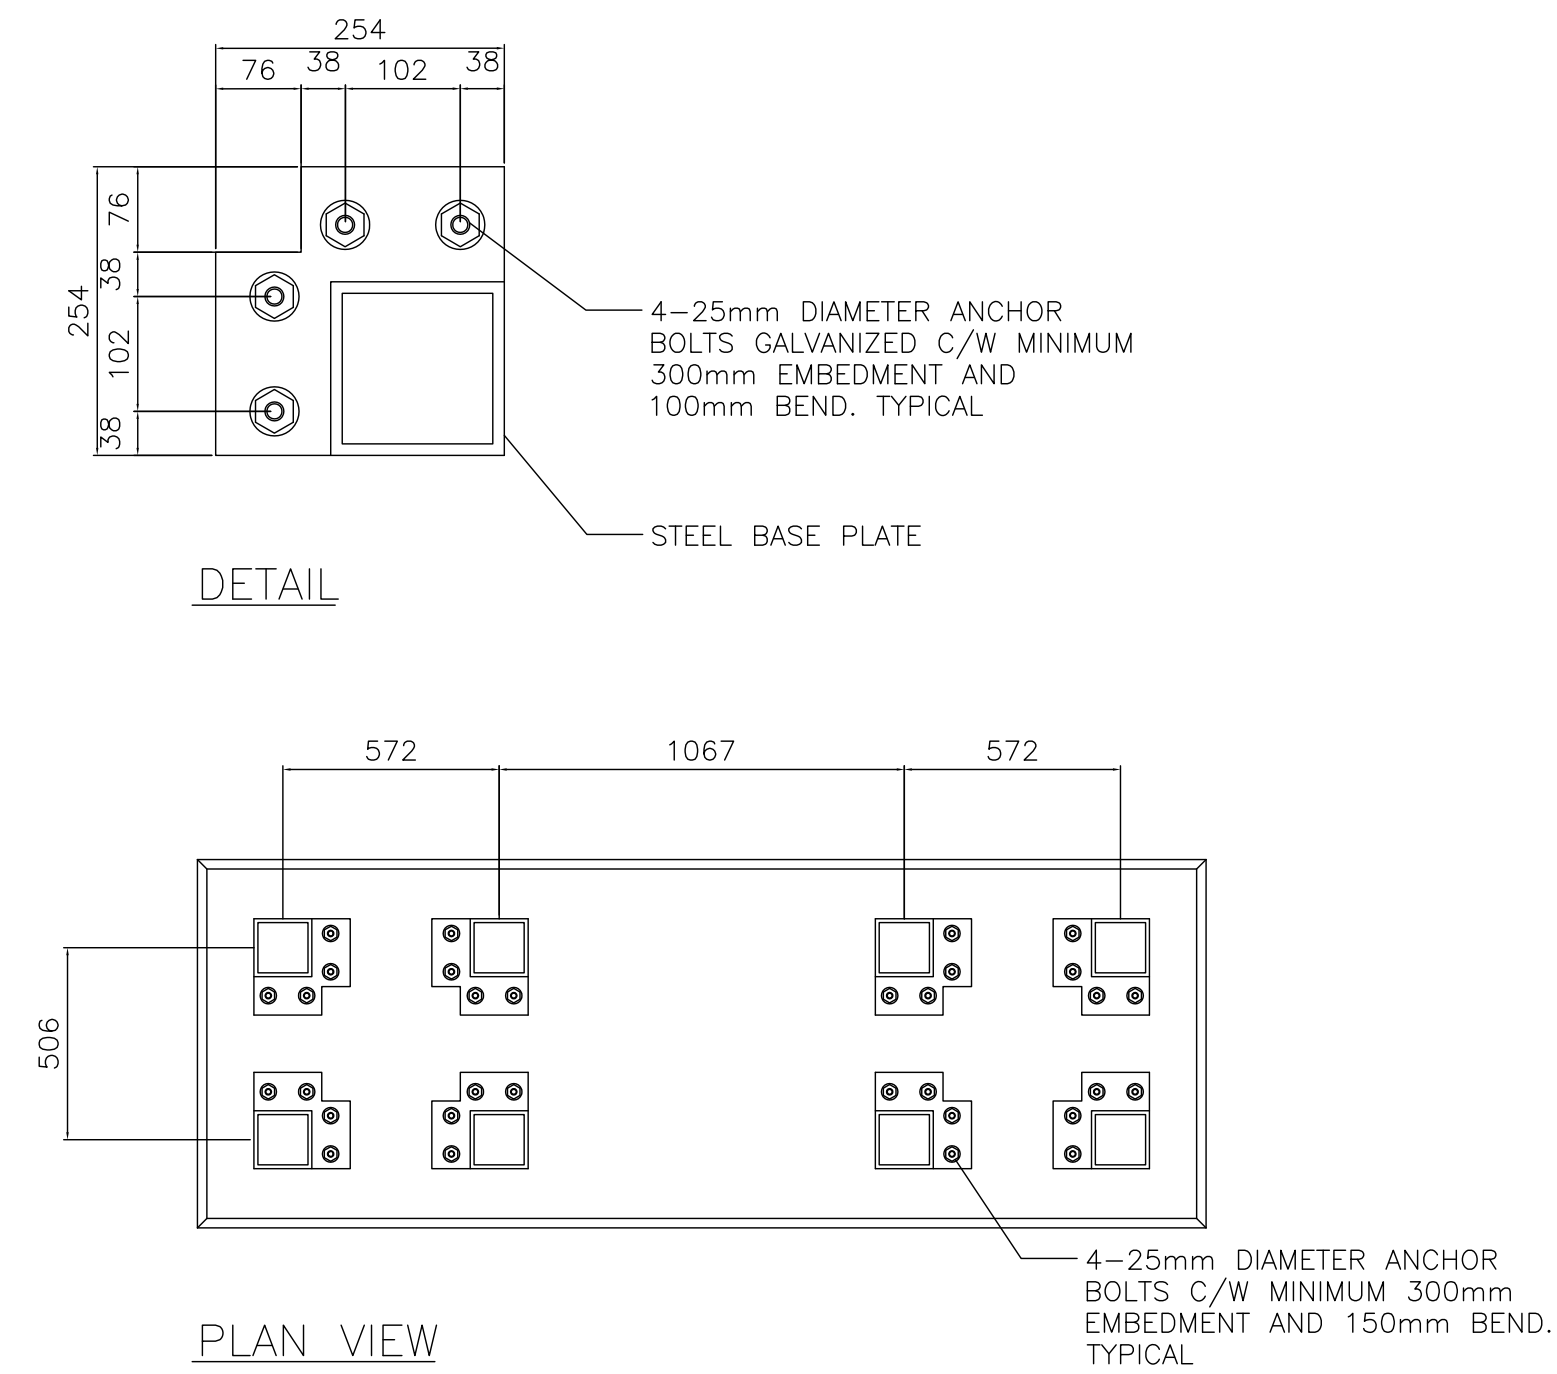 254
76
38
102
38
254
76
38
102
38
4-25mm DIAMETER ANCHOR
BOLTS GALVANIZED C/W MINIMUM
300mm EMBEDMENT AND
100mm BEND. TYPICAL
STEEL BASE PLATE
DETAIL
572
1067
572
506
4-25mm DIAMETER ANCHOR
BOLTS C/W MINIMUM 300mm
EMBEDMENT AND 150mm BEND.
TYPICAL
PLAN VIEW